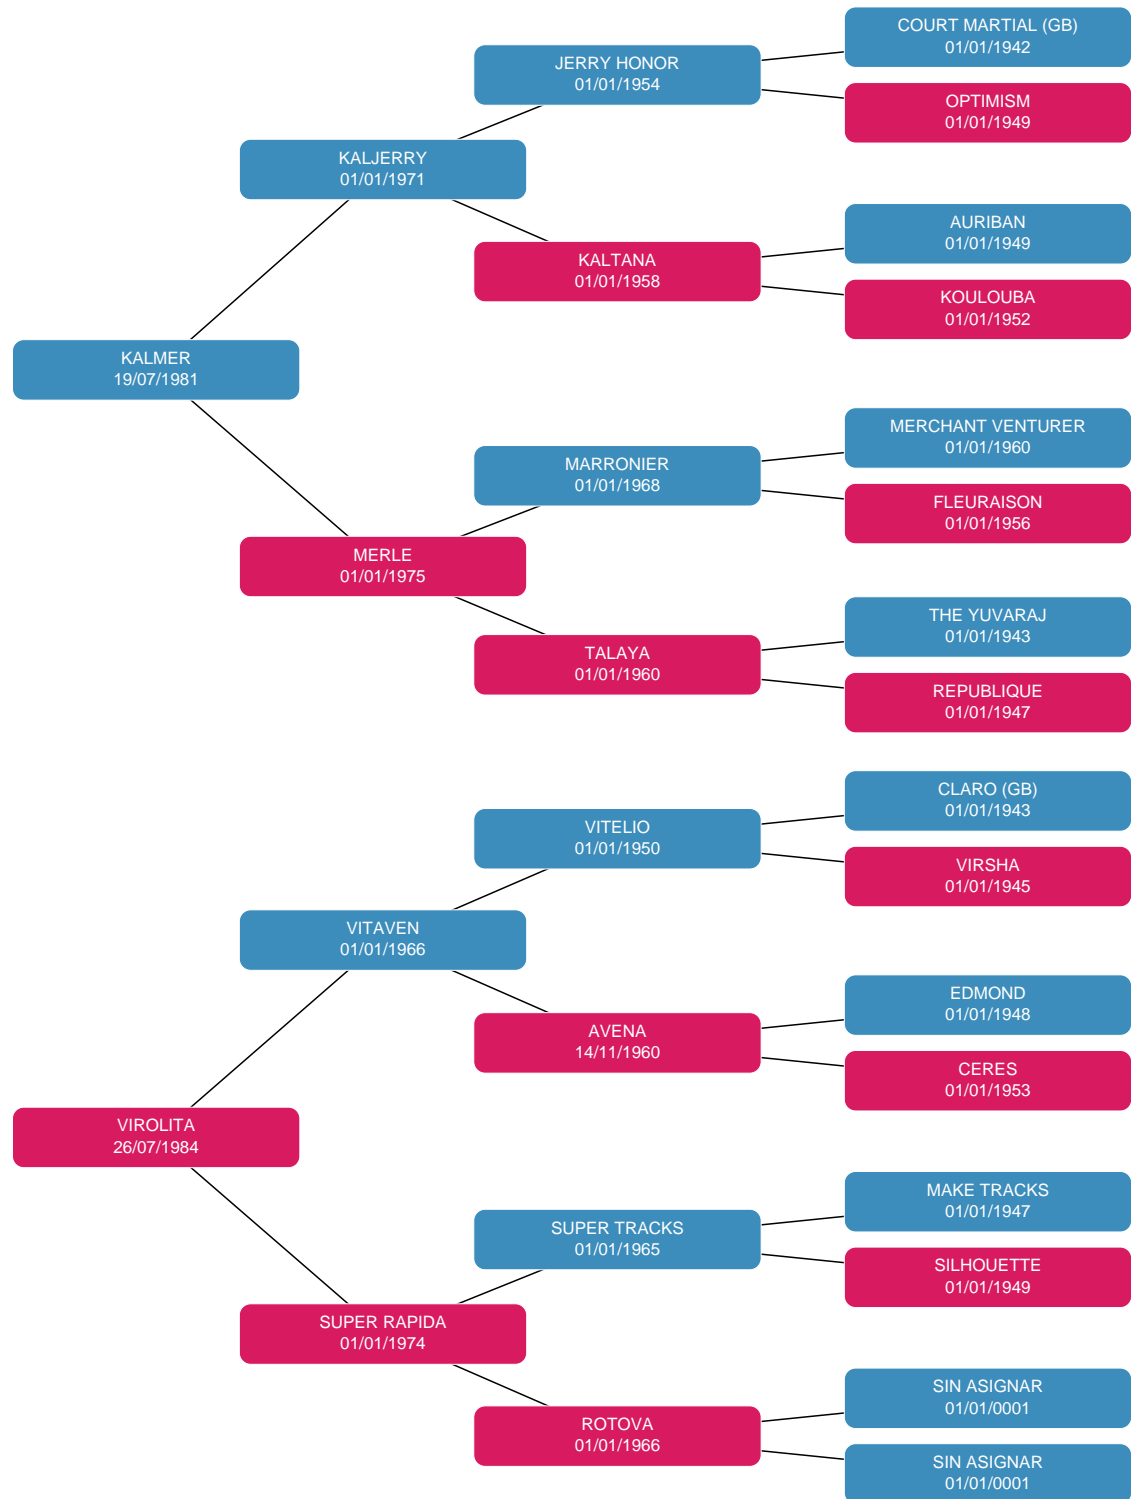 COURT MARTIAL (GB)
01/01/1942
JERRY HONOR
01/01/1954
OPTIMISM
01/01/1949
KALJERRY
01/01/1971
AURIBAN
01/01/1949
KALTANA
01/01/1958
KOULOUBA
01/01/1952
KALMER
19/07/1981
MERCHANT VENTURER
01/01/1960
MARRONIER
01/01/1968
FLEURAISON
01/01/1956
MERLE
01/01/1975
THE YUVARAJ
01/01/1943
TALAYA
01/01/1960
REPUBLIQUE
01/01/1947
CLARO (GB)
01/01/1943
VITELIO
01/01/1950
VIRSHA
01/01/1945
VITAVEN
01/01/1966
EDMOND
01/01/1948
AVENA
14/11/1960
CERES
01/01/1953
VIROLITA
26/07/1984
MAKE TRACKS
01/01/1947
SUPER TRACKS
01/01/1965
SILHOUETTE
01/01/1949
SUPER RAPIDA
01/01/1974
SIN ASIGNAR
01/01/0001
ROTOVA
01/01/1966
SIN ASIGNAR
01/01/0001